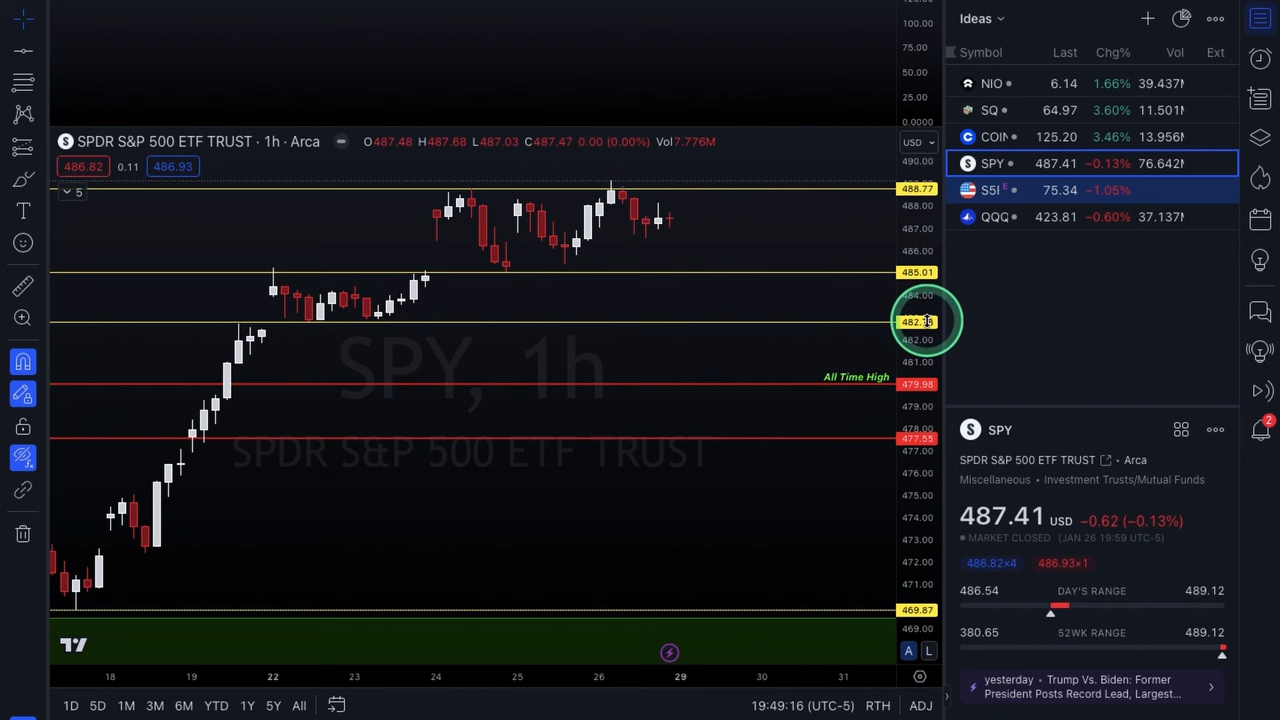 125.00
100.00
75.00
50.00
25.00
0.0000
SPDR S&P 500 ETF TRUST · 1h · Arca
O487.48 H487.68 L487.03 C487.47 0.00 (0.00%) Vol7.776M
USD
486.82 0.11 486.93
5
490.00
488.77
488.00
487.00
486.00
485.01
484.00
482.00
481.00
All Time High
479.98
479.00
478.00
477.55
477.00
476.00
475.00
474.00
473.00
472.00
471.00
469.87
469.00
SPY, 1h
SPDR S&P 500 ETF TRUST
A L
18 19 22 23 24 25 26 29 30 31
1D 5D 1M 3M 6M YTD 1Y 5Y All
19:49:16 (UTC-5) RTH ADJ
Ideas
Symbol Last Chg% Vol Ext
NIO 6.14 1.66% 39.437M
SQ 64.97 3.60% 11.501M
COIN 125.20 3.46% 13.956M
SPY 487.41 −0.13% 76.642M
S5I E 75.34 −1.05%
QQQ 423.81 −0.60% 37.137M
S SPY
SPDR S&P 500 ETF TRUST Arca
Miscellaneous • Investment Trusts/Mutual Funds
487.41 USD −0.62 (−0.13%)
MARKET CLOSED (JAN 26 19:59 UTC-5)
486.82×4 486.93×1
486.54 DAY'S RANGE 489.12
380.65 52WK RANGE 489.12
yesterday • Trump Vs. Biden: Former
President Posts Record Lead, Largest...
2